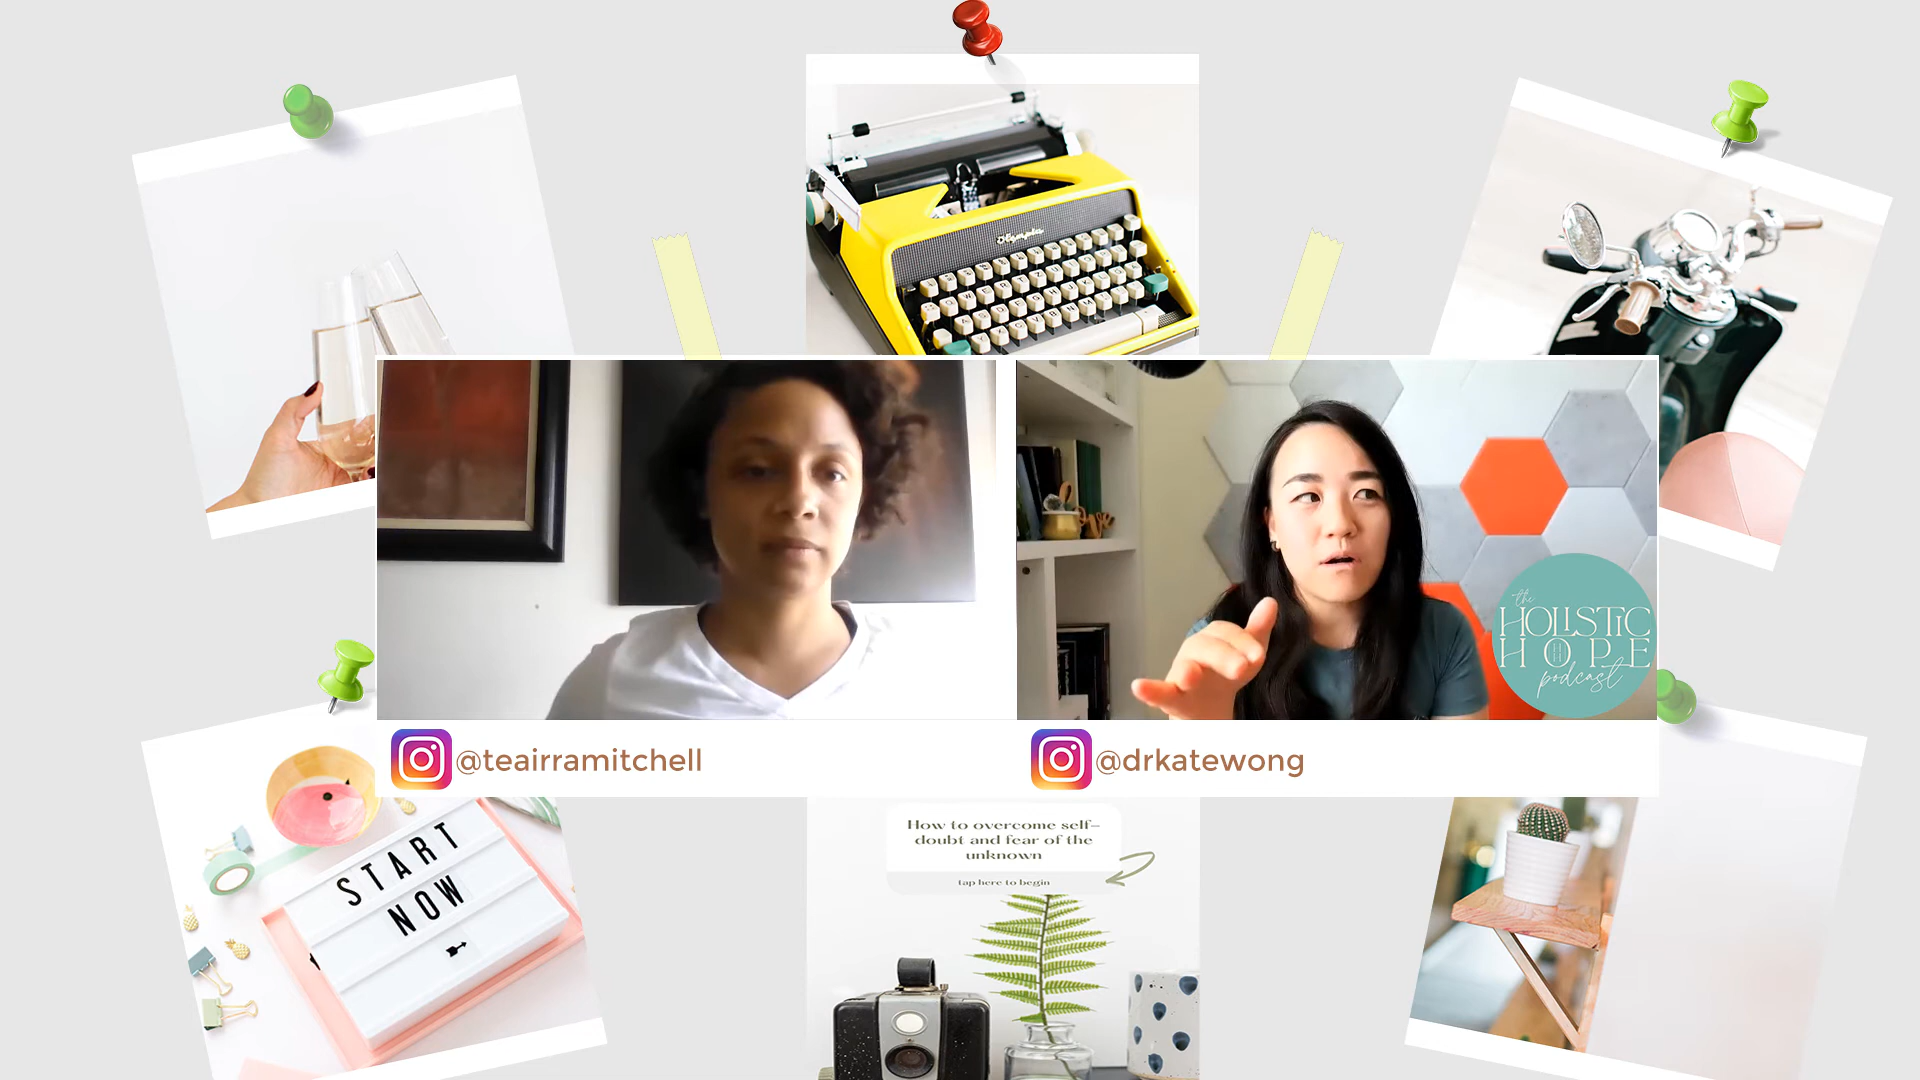 Olympia
@teairramitchell
@drkatewong
the
HOLISTIC
HOPE
podcast
START
NOW
How to overcome self-
doubt and fear of the
unknown
tap here to begin